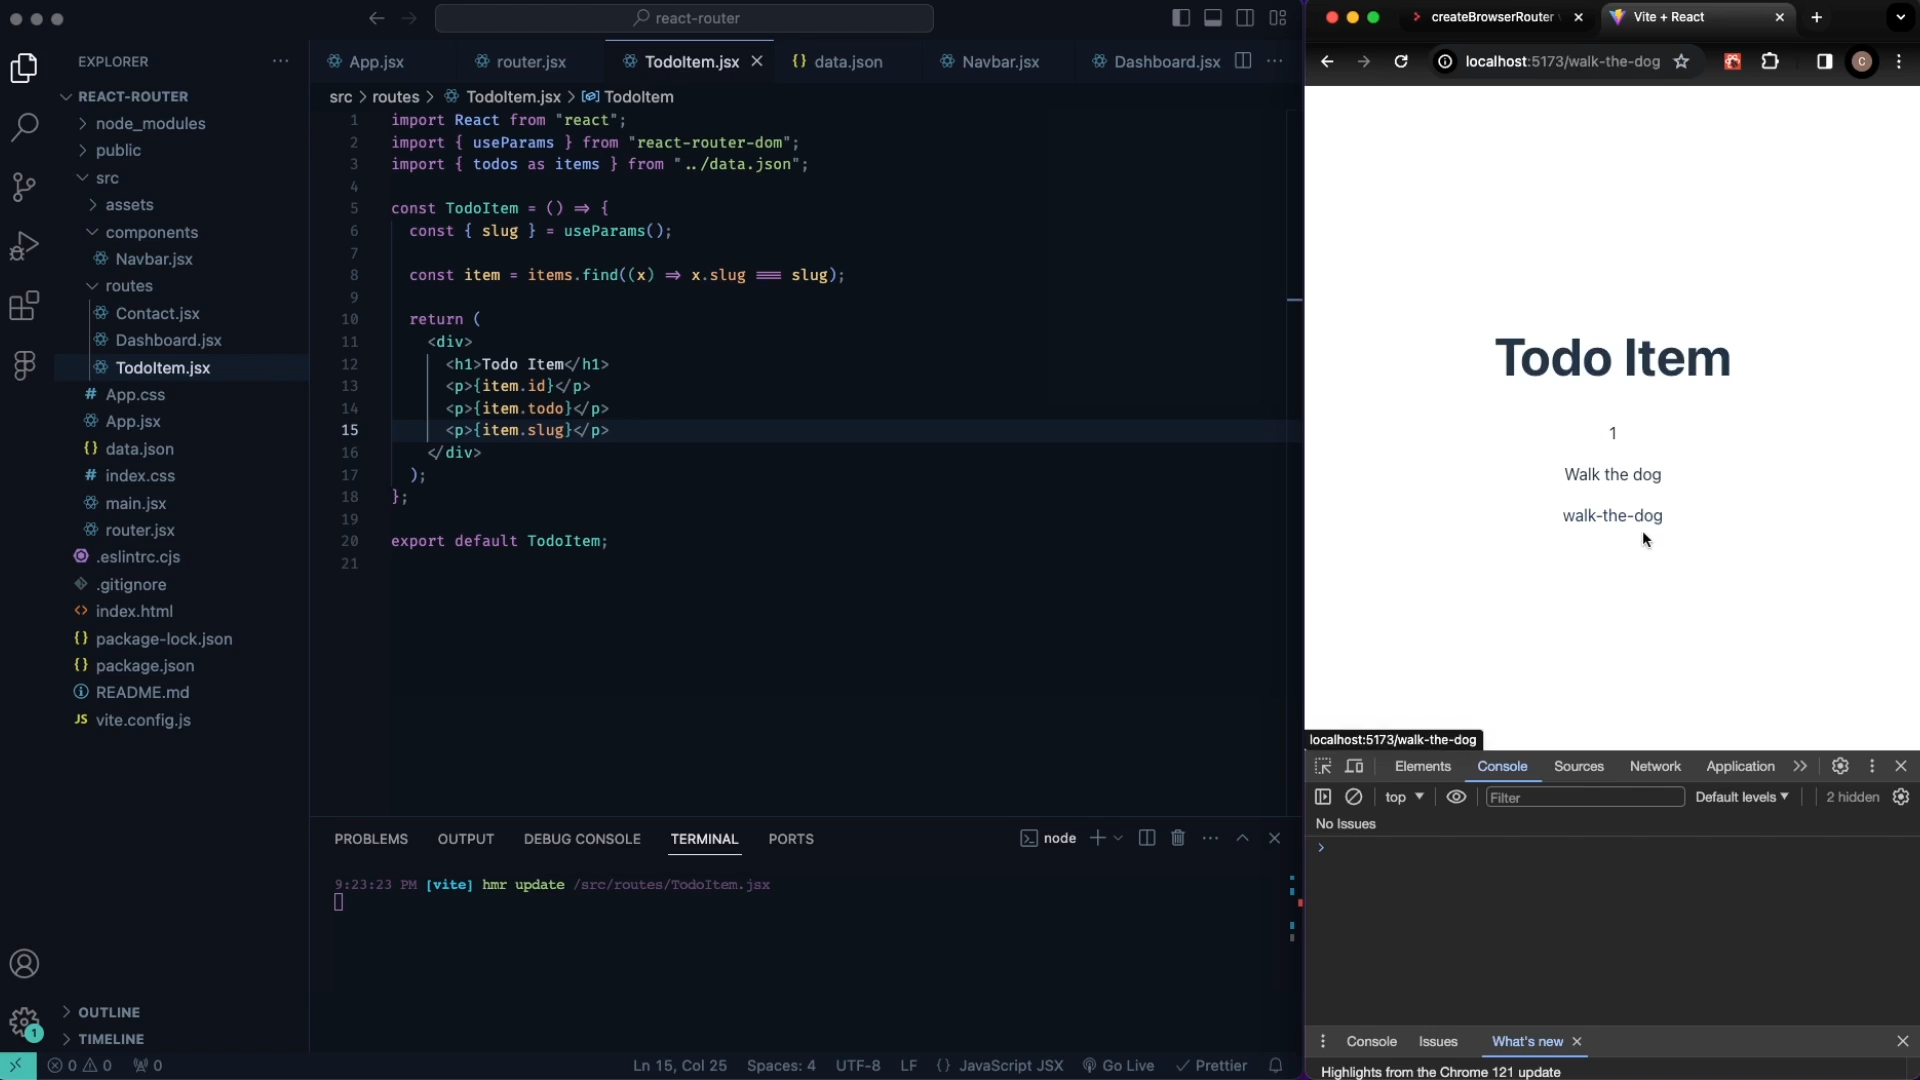 react-router
EXPLORER
REACT-ROUTER
node_modules
public
src
assets
components
Navbar.jsx
routes
Contact.jsx
Dashboard.jsx
TodoItem.jsx
# App.css
App.jsx
{} data.json
# index.css
main.jsx
router.jsx
.eslintrc.cjs
.gitignore
<> index.html
{} package-lock.json
{} package.json
README.md
JS vite.config.js
OUTLINE
TIMELINE
1
App.jsx
router.jsx
TodoItem.jsx
{} data.json
Navbar.jsx
Dashboard.jsx
src > routes > TodoItem.jsx > TodoItem
1 import React from "react";
2 import { useParams } from "react-router-dom";
3 import { todos as items } from "../data.json";
4
5 const TodoItem = () => {
6 const { slug } = useParams();
7
8 const item = items.find((x) => x.slug === slug);
9
10 return (
11 <div>
12 <h1>Todo Item</h1>
13 <p>{item.id}</p>
14 <p>{item.todo}</p>
15 <p>{item.slug}</p>
16 </div>
17 );
18 };
19
20 export default TodoItem;
21
PROBLEMS OUTPUT DEBUG CONSOLE TERMINAL PORTS
node
9:23:23 PM [vite] hmr update /src/routes/TodoItem.jsx
0 0 0
Ln 15, Col 25 Spaces: 4 UTF-8 LF {} JavaScript JSX Go Live Prettier
createBrowserRouter
Vite + React
localhost:5173/walk-the-dog
C
Todo Item
1
Walk the dog
walk-the-dog
localhost:5173/walk-the-dog
Elements Console Sources Network Application
top Filter Default levels 2 hidden
No Issues
Console Issues What's new
Highlights from the Chrome 121 update